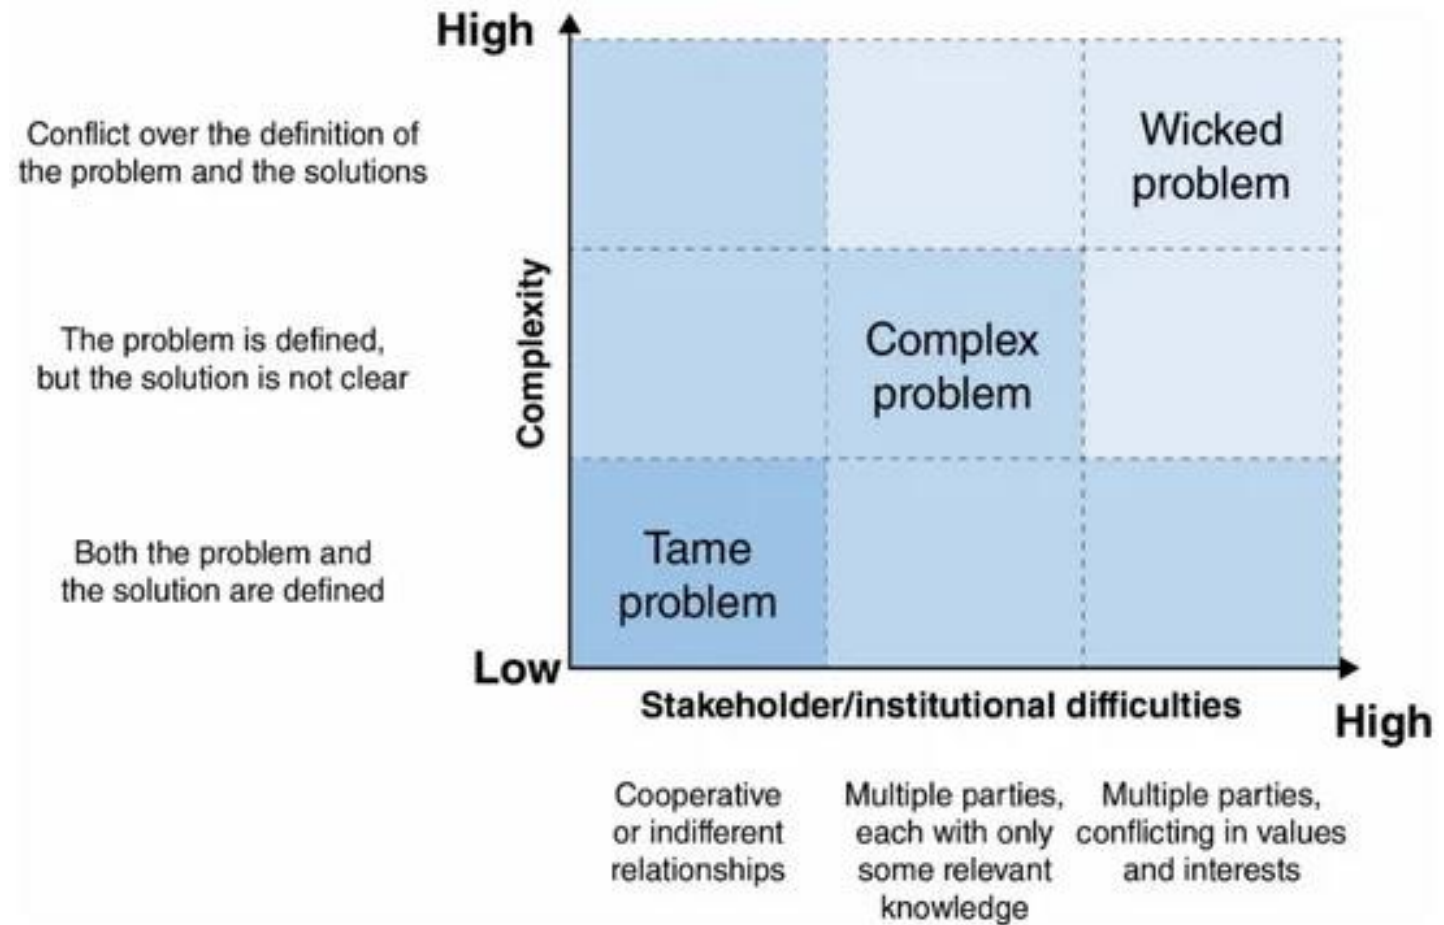 High
Conflict over the definition of
the problem and the solutions
Wicked
problem
The problem is defined,
but the solution is not clear
Complexity
Complex
problem
Both the problem and
the solution are defined
Tame
problem
Low
Stakeholder/institutional difficulties
High
Cooperative
or indifferent
relationships
Multiple parties,
each with only
some relevant
knowledge
Multiple parties,
conflicting in values
and interests